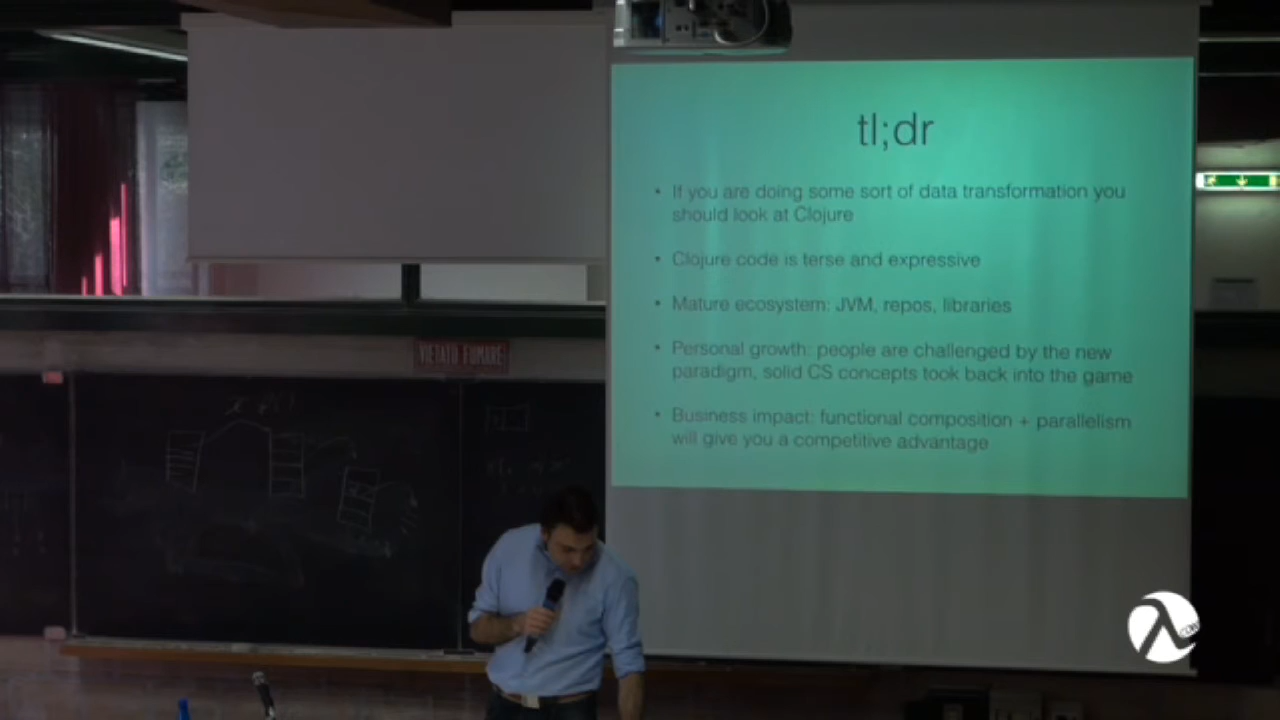 tl;dr
• If you are doing some sort of data transformation you
should look at Clojure
• Clojure code is terse and expressive
• Mature ecosystem: JVM, repos, libraries
• Personal growth: people are challenged by the new
paradigm, solid CS concepts took back into the game
• Business impact: functional composition + parallelism
will give you a competitive advantage
VIETATO FUMARE